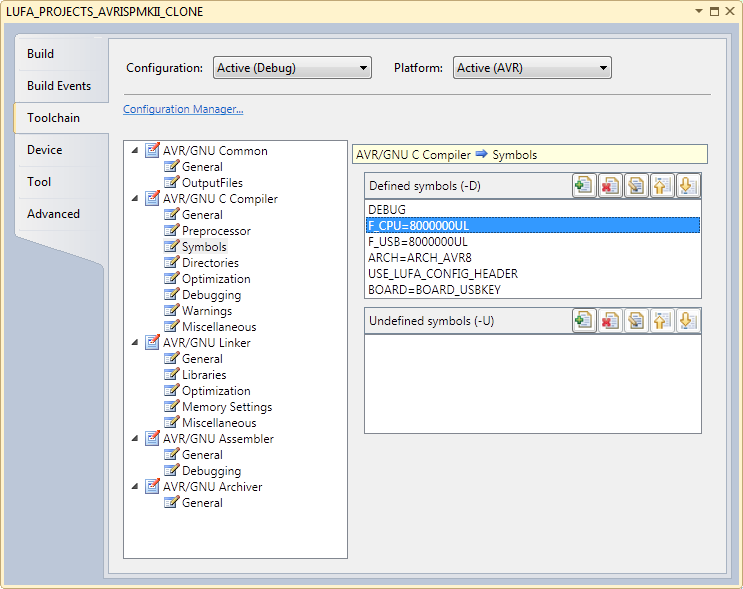 LUFA_PROJECTS_AVRISPMKII_CLONE
Build
Build Events
Toolchain
Device
Tool
Advanced
Configuration: Active (Debug) Platform: Active (AVR)
Configuration Manager...
AVR/GNU Common
General
OutputFiles
AVR/GNU C Compiler
General
Preprocessor
Symbols
Directories
Optimization
Debugging
Warnings
Miscellaneous
AVR/GNU Linker
General
Libraries
Optimization
Memory Settings
Miscellaneous
AVR/GNU Assembler
General
Debugging
AVR/GNU Archiver
General
AVR/GNU C Compiler Symbols
Defined symbols (-D)
DEBUG
F_CPU=8000000UL
F_USB=8000000UL
ARCH=ARCH_AVR8
USE_LUFA_CONFIG_HEADER
BOARD=BOARD_USBKEY
Undefined symbols (-U)